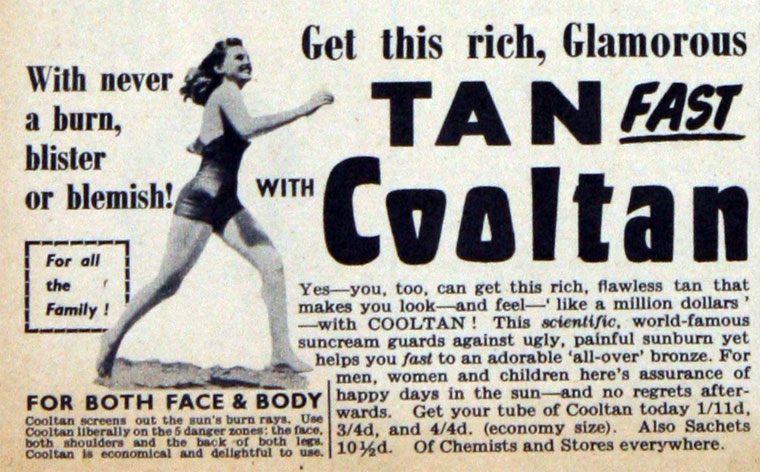 Get this rich, Glamorous
TAN FAST
WITH Cooltan
With never
a burn,
blister
or blemish!
For all
the
Family !
FOR BOTH FACE & BODY
Cooltan screens out the sun's burn rays. Use
Cooltan liberally on the 5 danger zones: the face,
both shoulders and the back of both legs.
Cooltan is economical and delightful to use.
Yes—you, too, can get this rich, flawless tan that
makes you look—and feel—' like a million dollars '
—with COOLTAN ! This scientific, world-famous
suncream guards against ugly, painful sunburn yet
helps you fast to an adorable 'all-over' bronze. For
men, women and children here's assurance of
happy days in the sun—and no regrets after-
wards. Get your tube of Cooltan today 1/11d,
3/4d, and 4/4d. (economy size). Also Sachets
10½d. Of Chemists and Stores everywhere.